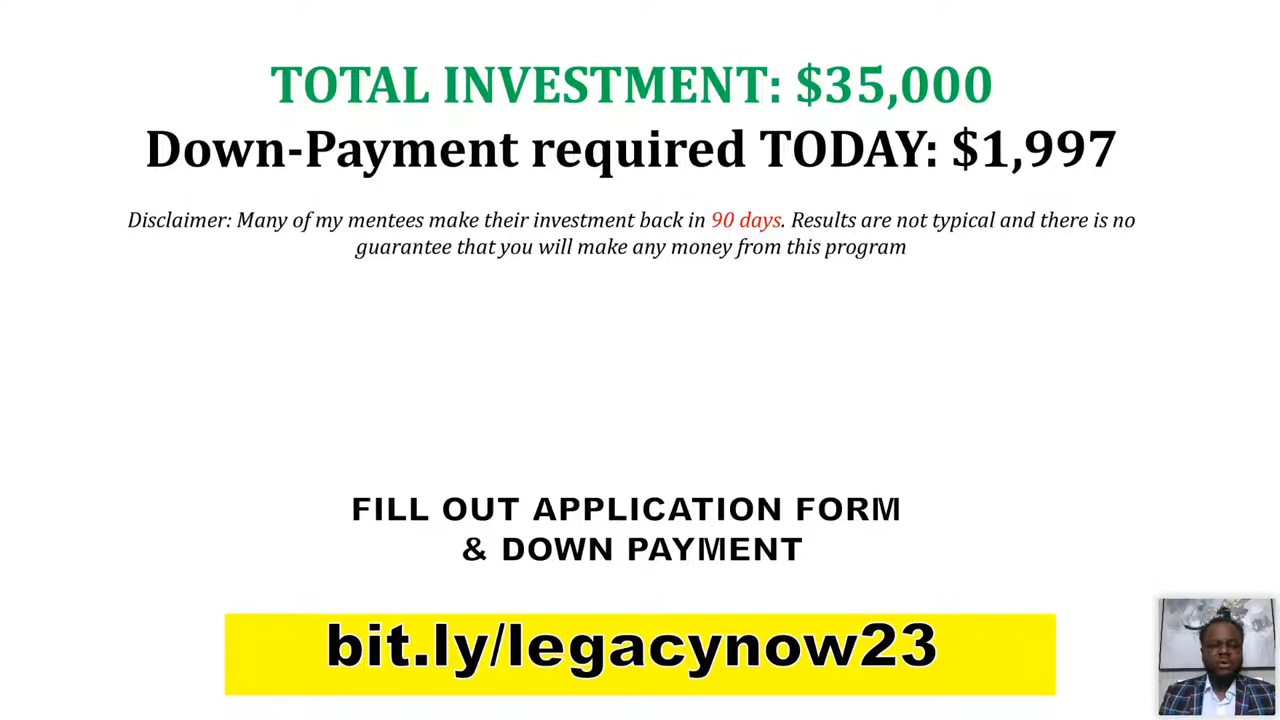 TOTAL INVESTMENT: $35,000
Down-Payment required TODAY: $1,997
Disclaimer: Many of my mentees make their investment back in 90 days. Results are not typical and there is no
guarantee that you will make any money from this program
FILL OUT APPLICATION FORM
& DOWN PAYMENT
bit.ly/legacynow23